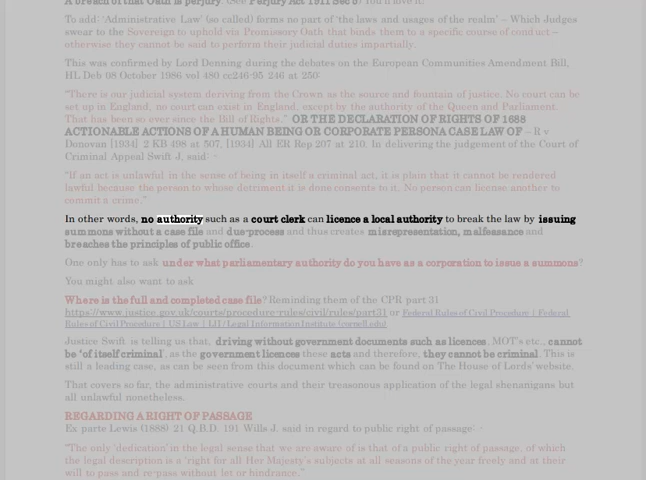 A breach of that Oath is perjury. (See Perjury Act 1911 Sec 5) You'll love it!
To add: 'Administrative Law' (so called) forms no part of 'the laws and usages of the realm' – Which Judges
swear to the Sovereign to uphold via Promissory Oath that binds them to a specific course of conduct –
otherwise they cannot be said to perform their judicial duties impartially.
This was confirmed by Lord Denning during the debates on the European Communities Amendment Bill,
HL Deb 08 October 1986 vol 480 cc246-95 246 at 250:
"There is our judicial system deriving from the Crown as the source and fountain of justice. No court can be
set up in England, no court can exist in England, except by the authority of the Queen and Parliament.
That has been so ever since the Bill of Rights." OR THE DECLARATION OF RIGHTS OF 1688
ACTIONABLE ACTIONS OF A HUMAN BEING OR CORPORATE PERSONA CASE LAW OF – R v
Donovan [1934] 2 KB 498 at 507, [1934] All ER Rep 207 at 210. In delivering the judgement of the Court of
Criminal Appeal Swift J, said: -
"If an act is unlawful in the sense of being in itself a criminal act, it is plain that it cannot be rendered
lawful because the person to whose detriment it is done consents to it. No person can license another to
commit a crime."
In other words, no authority such as a court clerk can licence a local authority to break the law by issuing
summons without a case file and due-process and thus creates misrepresentation, malfeasance and
breaches the principles of public office.
One only has to ask under what parliamentary authority do you have as a corporation to issue a summons?
You might also want to ask
Where is the full and completed case file? Reminding them of the CPR part 31
https://www.justice.gov.uk/courts/procedure-rules/civil/rules/part31 or Federal Rules of Civil Procedure | Federal
Rules of Civil Procedure | US Law | LII / Legal Information Institute (cornell.edu)
Justice Swift is telling us that, driving without government documents such as licences, MOT's etc., cannot
be 'of itself criminal', as the government licences these acts and therefore, they cannot be criminal. This is
still a leading case, as can be seen from this document which can be found on The House of Lords' website.
That covers so far, the administrative courts and their treasonous application of the legal shenanigans but
all unlawful nonetheless.
REGARDING A RIGHT OF PASSAGE
Ex parte Lewis (1888) 21 Q.B.D. 191 Wills J. said in regard to public right of passage: -
"The only 'dedication' in the legal sense that we are aware of is that of a public right of passage, of which
the legal description is a 'right for all Her Majesty's subjects at all seasons of the year freely and at their
will to pass and re-pass without let or hindrance."